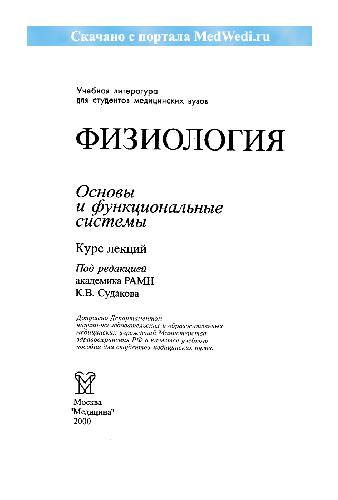 Скачано с портала MedWedi.ru
Учебная литература
для студентов медицинских вузов
ФИЗИОЛОГИЯ
Основы
и функциональные
системы
Курс лекций
Под редакцией
академика РАМН
К.В. Судакова
Допущено Департаментом
научно-исследовательских и образовательных
медицинских учреждений Министерства
здравоохранения РФ в качестве учебного
пособия для студентов медицинских вузов
Москва
"Медицина"
2000